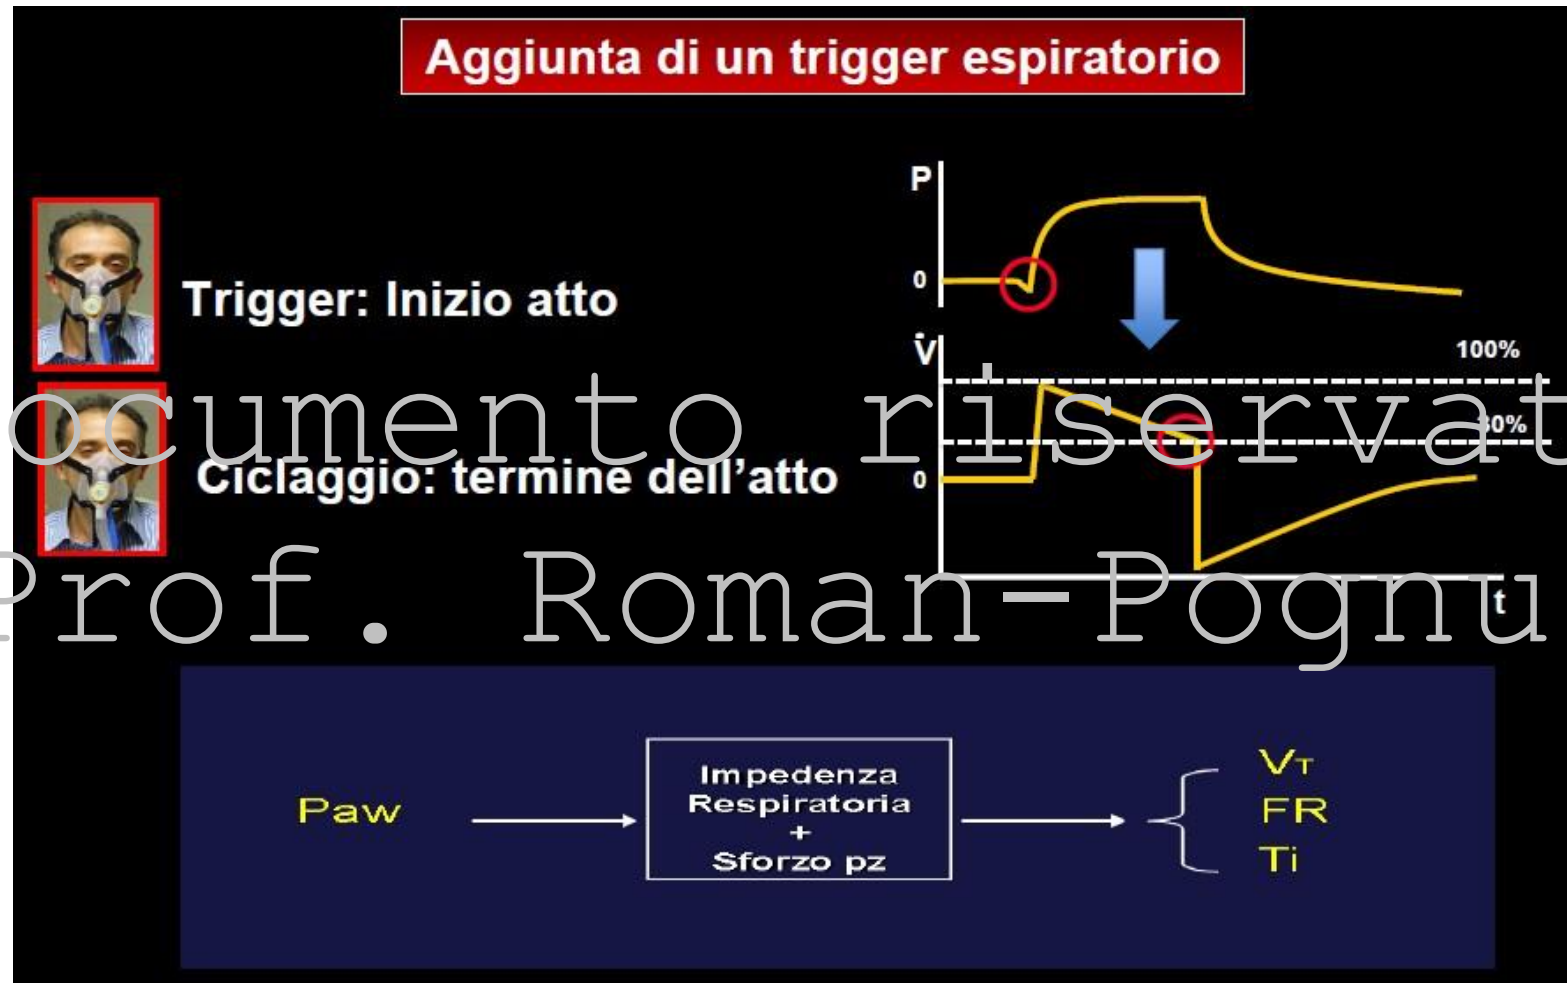 Aggiunta di un trigger espiratorio
P
0
Trigger: Inizio atto
V̇
100%
ocumento riservat
30%
Ciclaggio: termine dell'atto
0
Prof. Roman-Pognu
t
Paw
Impedenza
Respiratoria
+
Sforzo pz
VT
FR
Ti